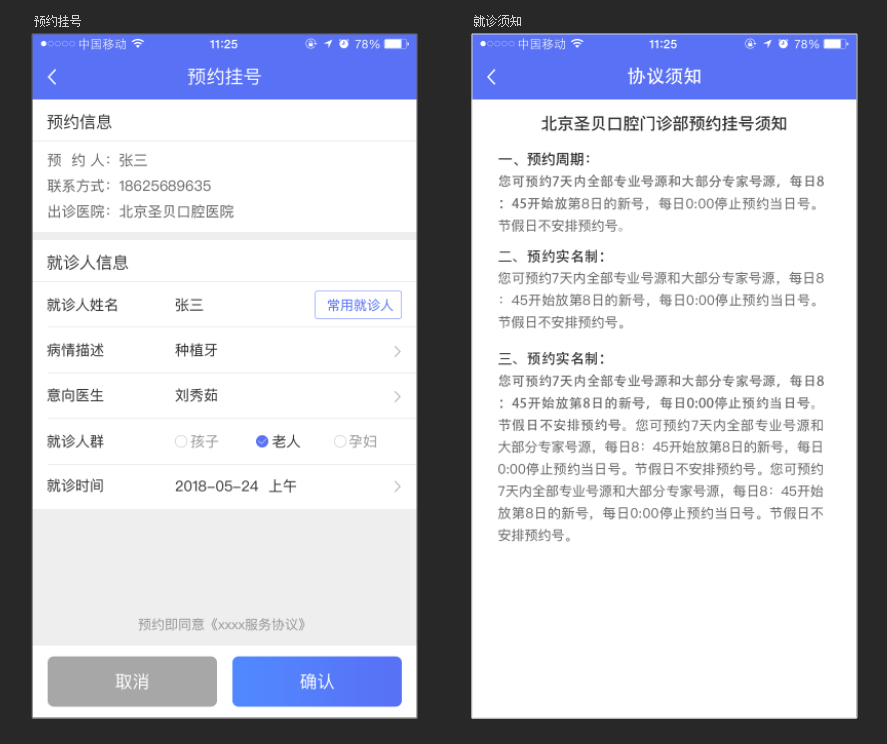 预约挂号
中国移动 11:25 78%
预约挂号
预约信息
预 约 人：张三
联系方式：18625689635
出诊医院：北京圣贝口腔医院
就诊人信息
就诊人姓名 张三 常用就诊人
病情描述 种植牙
意向医生 刘秀茹
就诊人群 孩子 老人 孕妇
就诊时间 2018-05-24 上午
预约即同意《xxxx服务协议》
取消 确认
就诊须知
中国移动 11:25 78%
协议须知
北京圣贝口腔门诊部预约挂号须知
一、预约周期：
您可预约7天内全部专业号源和大部分专家号源，每日8
：45开始放第8日的新号，每日0:00停止预约当日号。
节假日不安排预约号。
二、预约实名制：
您可预约7天内全部专业号源和大部分专家号源，每日8
：45开始放第8日的新号，每日0:00停止预约当日号。
节假日不安排预约号。
三、预约实名制：
您可预约7天内全部专业号源和大部分专家号源，每日8
：45开始放第8日的新号，每日0:00停止预约当日号。
节假日不安排预约号。您可预约7天内全部专业号源和
大部分专家号源，每日8：45开始放第8日的新号，每日
0:00停止预约当日号。节假日不安排预约号。您可预约
7天内全部专业号源和大部分专家号源，每日8：45开始
放第8日的新号，每日0:00停止预约当日号。节假日不
安排预约号。